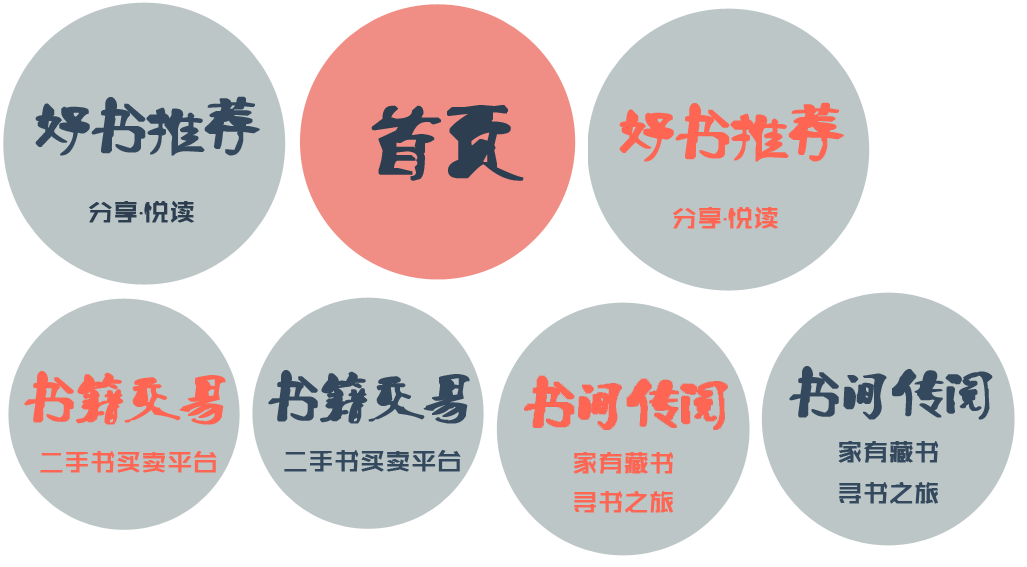 好书推荐
分享·悦读
首页
好书推荐
分享·悦读
书籍交易
二手书买卖平台
书籍交易
二手书买卖平台
书间传阅
家有藏书
寻书之旅
书间传阅
家有藏书
寻书之旅